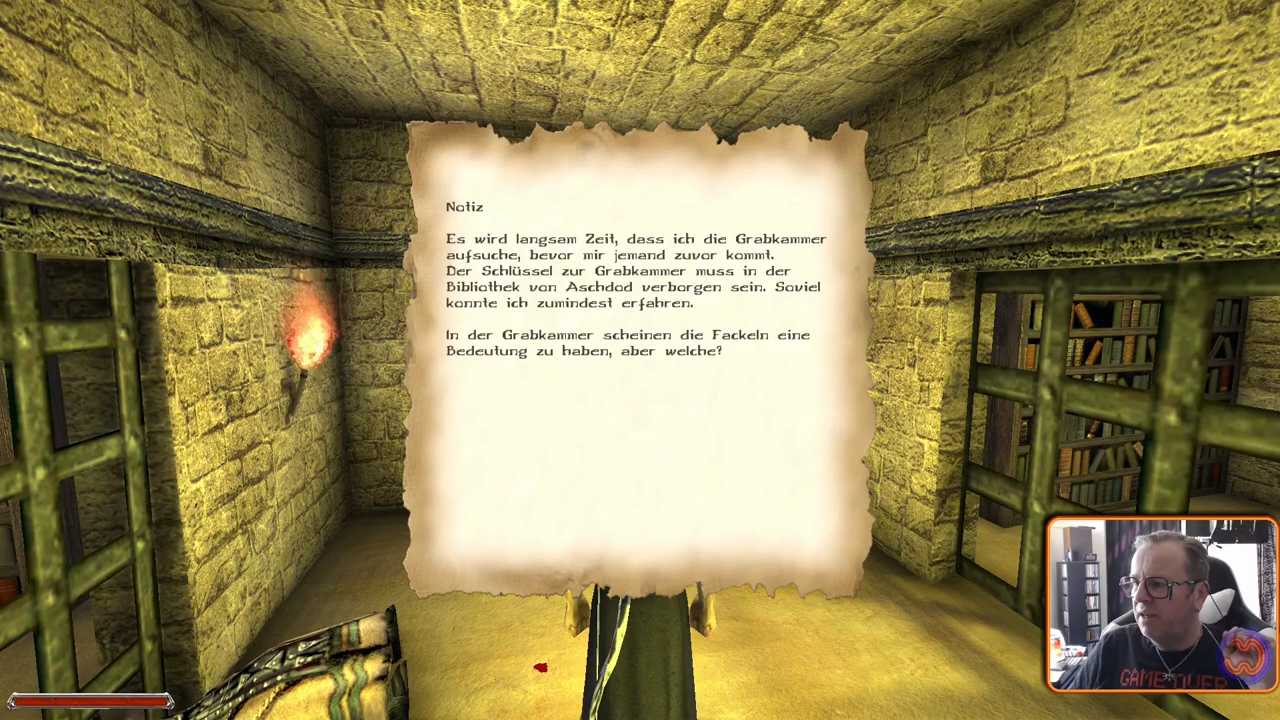 Notiz
Es wird langsam Zeit, dass ich die Grabkammer
aufsuche, bevor mir jemand zuvor kommt.
Der Schlüssel zur Grabkammer muss in der
Bibliothek von Aschdod verborgen sein. Soviel
konnte ich zumindest erfahren.
In der Grabkammer scheinen die Fackeln eine
Bedeutung zu haben, aber welche?
GAME OVER